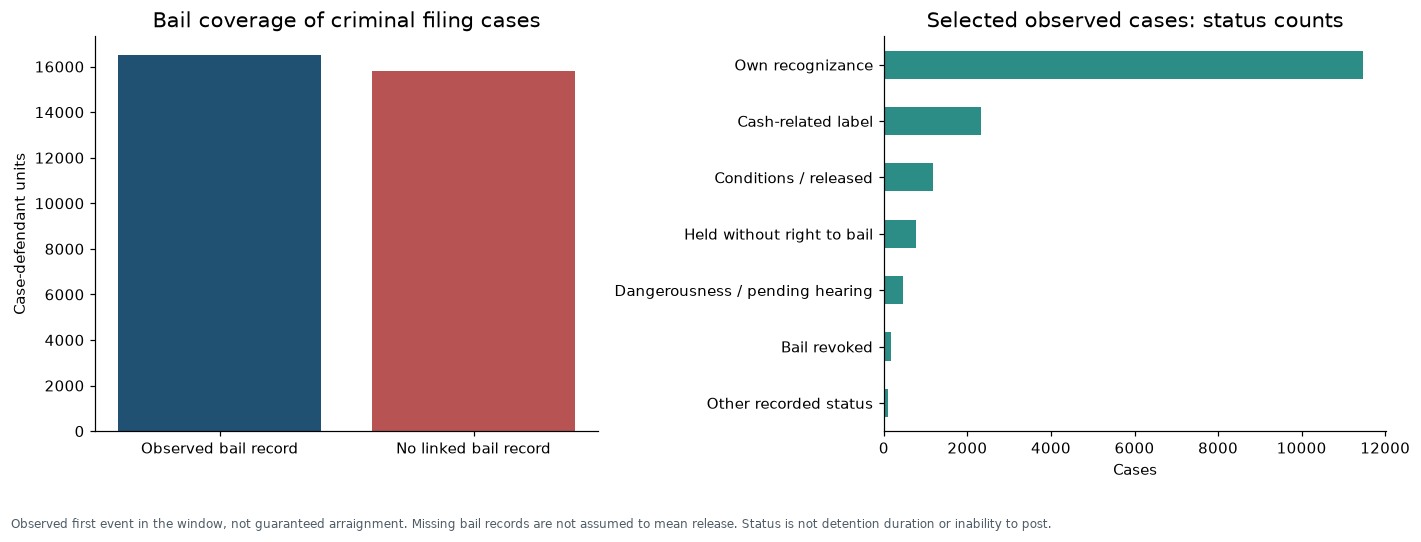 Bail coverage of criminal filing cases
Case-defendant units
16000
14000
12000
10000
8000
6000
4000
2000
0
Observed bail record
No linked bail record
Selected observed cases: status counts
Own recognizance
Cash-related label
Conditions / released
Held without right to bail
Dangerousness / pending hearing
Bail revoked
Other recorded status
0
2000
4000
6000
8000
10000
12000
Cases
Observed first event in the window, not guaranteed arraignment. Missing bail records are not assumed to mean release. Status is not detention duration or inability to post.